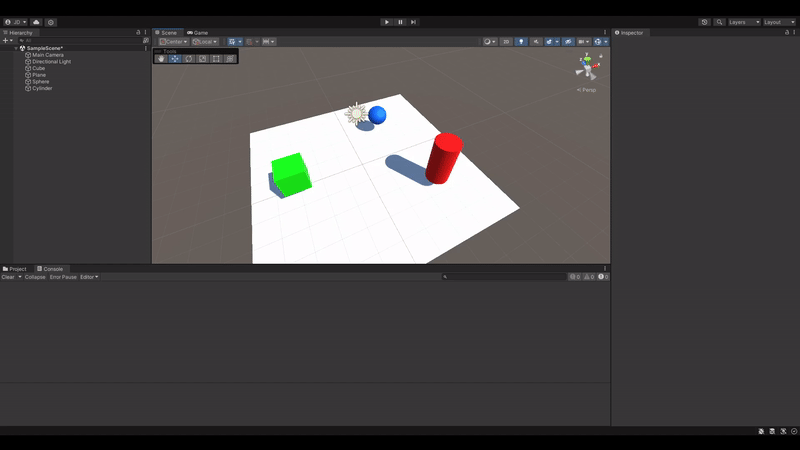 JD
Layers
Layout
Hierarchy
Scene
Game
Inspector
All
Center
Local
2D
SampleScene*
Main Camera
Directional Light
Cube
Plane
Sphere
Cylinder
Tools
y
x
< Persp
Project
Console
Clear
Collapse
Error Pause
Editor
0
0
0